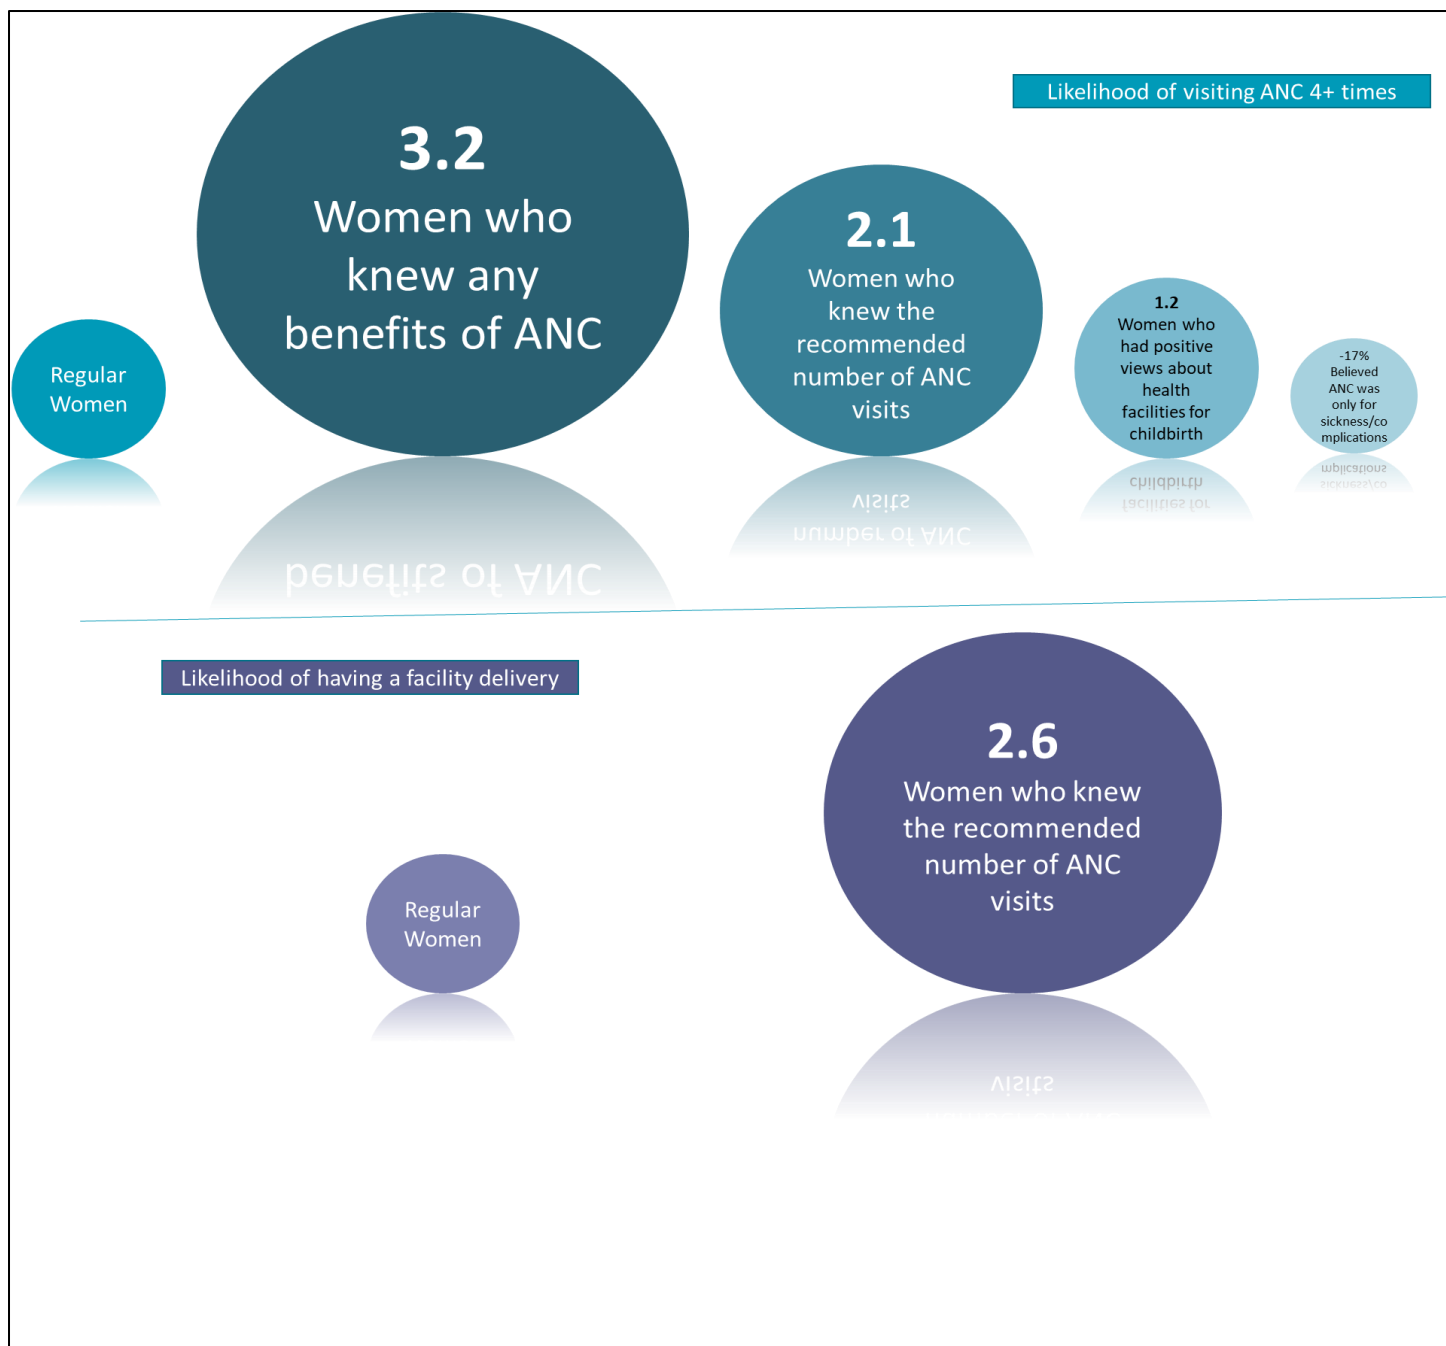 Likelihood of visiting ANC 4+ times
Regular
Women
3.2
Women who
knew any
benefits of ANC
2.1
Women who
knew the
recommended
number of ANC
visits
1.2
Women who
had positive
views about
health
facilities for
childbirth
-17%
Believed
ANC was
only for
sickness/co
mplications
Likelihood of having a facility delivery
Regular
Women
2.6
Women who knew
the recommended
number of ANC
visits